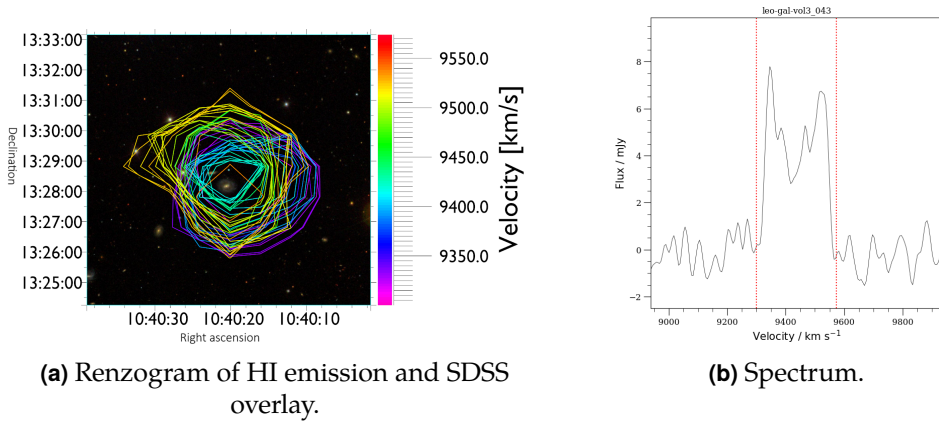 13:33:00
13:32:00
13:31:00
13:30:00
13:29:00
13:28:00
13:27:00
13:26:00
13:25:00
Declination
10:40:30 10:40:20 10:40:10
Right ascension
9550.0
9500.0
9450.0
9400.0
9350.0
Velocity [km/s]
(a) Renzogram of HI emission and SDSS
overlay.
leo-gal-vol3_043
8
6
4
2
0
−2
Flux / mJy
9000 9200 9400 9600 9800
Velocity / km s⁻¹
(b) Spectrum.